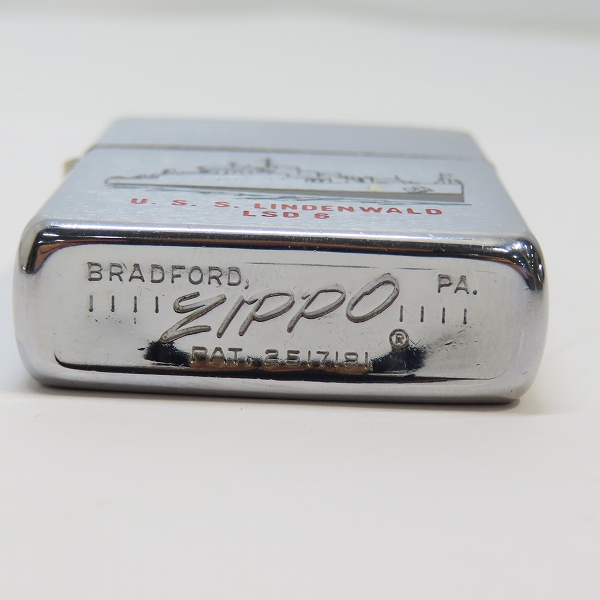 U. S. S. LINDENWALD
LSD 6
BRADFORD, PA.
|||| ZIPPO ||||
®
PAT. 2517191